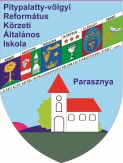 Pitypalatty-völgyi
Református
Körzeti
Általános
Iskola
Parasznya